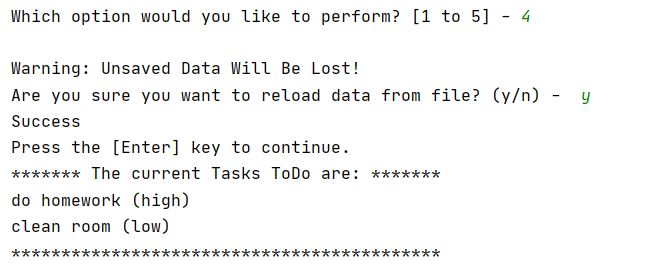 Which option would you like to perform? [1 to 5] - 4
Warning: Unsaved Data Will Be Lost!
Are you sure you want to reload data from file? (y/n) -  y
Success
Press the [Enter] key to continue.
******* The current Tasks ToDo are: *******
do homework (high)
clean room (low)
*******************************************